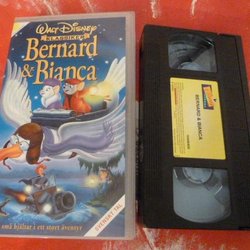 WALT DISNEY
KLASSIKER
Bernard
& Bianca
SVENSKT TAL
små hjältar i ett stort äventyr
BERNARD & BIANCA